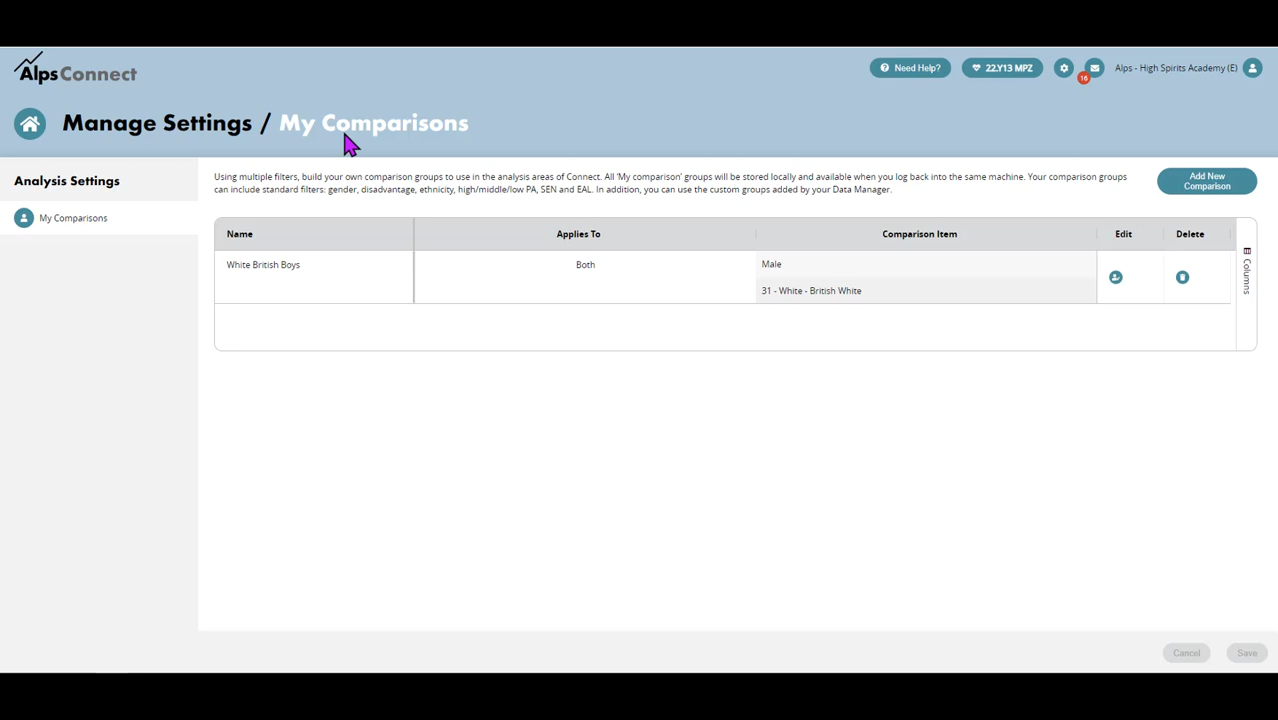 Alps Connect
Need Help?
22.Y13 MPZ
16
Alps - High Spirits Academy (E)
Manage Settings / My Comparisons
Analysis Settings
My Comparisons
Using multiple filters, build your own comparison groups to use in the analysis areas of Connect. All 'My comparison' groups will be stored locally and available when you log back into the same machine. Your comparison groups
can include standard filters: gender, disadvantage, ethnicity, high/middle/low PA, SEN and EAL. In addition, you can use the custom groups added by your Data Manager.
Add New
Comparison
Name
Applies To
Comparison Item
Edit
Delete
Columns
White British Boys
Both
Male
31 - White - British White
Cancel
Save